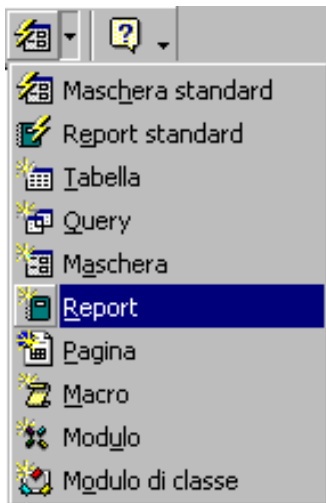 Maschera standard
Report standard
Tabella
Query
Maschera
Report
Pagina
Macro
Modulo
Modulo di classe